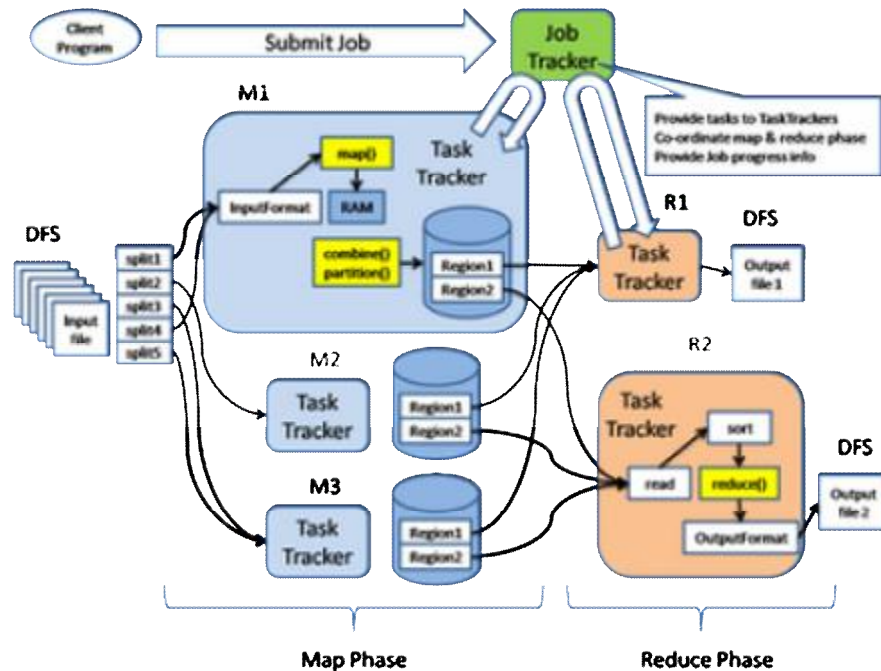 Client
Program
Submit Job
Job
Tracker
Provide tasks to TaskTrackers
Co-ordinate map & reduce phase
Provide Job progress info
M1
Task
Tracker
map()
InputFormat
RAM
combine()
partition()
Region1
Region2
DFS
Input
file
split1
split2
split3
split4
split5
R1
Task
Tracker
DFS
Output
file 1
M2
Task
Tracker
Region1
Region2
M3
Task
Tracker
Region1
Region2
R2
Task
Tracker
sort
read
reduce()
OutputFormat
DFS
Output
file 2
Map Phase
Reduce Phase